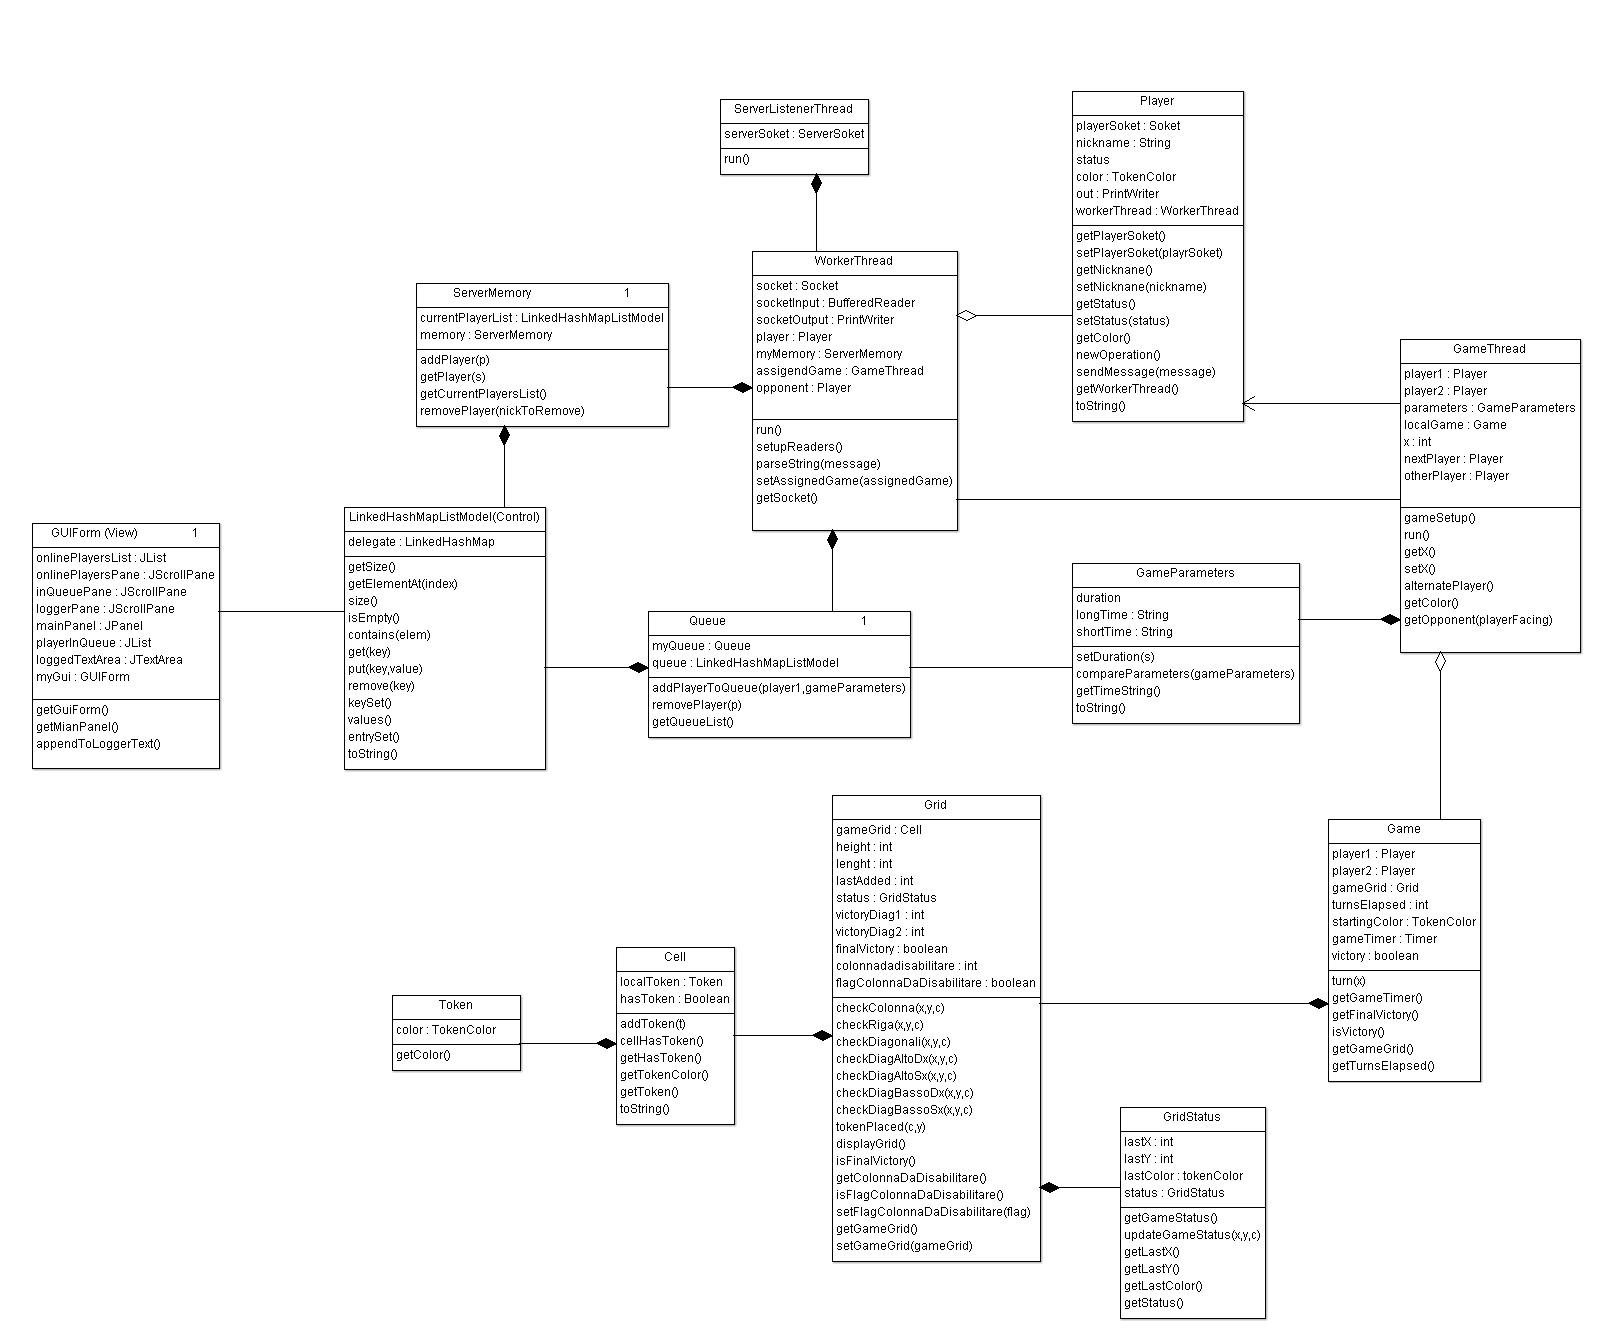 ServerListenerThread
serverSoket : ServerSoket
run()
Player
playerSoket : Soket
nickname : String
status
color : TokenColor
out : PrintWriter
workerThread : WorkerThread
getPlayerSoket()
setPlayerSoket(playrSoket)
getNicknane()
setNicknane(nickname)
getStatus()
setStatus(status)
getColor()
newOperation()
sendMessage(message)
getWorkerThread()
toString()
WorkerThread
socket : Socket
socketInput : BufferedReader
socketOutput : PrintWriter
player : Player
myMemory : ServerMemory
assigendGame : GameThread
opponent : Player
run()
setupReaders()
parseString(message)
setAssignedGame(assignedGame)
getSocket()
ServerMemory 1
currentPlayerList : LinkedHashMapListModel
memory : ServerMemory
addPlayer(p)
getPlayer(s)
getCurrentPlayersList()
removePlayer(nickToRemove)
GameThread
player1 : Player
player2 : Player
parameters : GameParameters
localGame : Game
x : int
nextPlayer : Player
otherPlayer : Player
gameSetup()
run()
getX()
setX()
alternatePlayer()
getColor()
getOpponent(playerFacing)
GUIForm (View) 1
onlinePlayersList : JList
onlinePlayersPane : JScrollPane
inQueuePane : JScrollPane
loggerPane : JScrollPane
mainPanel : JPanel
playerInQueue : JList
loggedTextArea : JTextArea
myGui : GUIForm
getGuiForm()
getMianPanel()
appendToLoggerText()
LinkedHashMapListModel(Control)
delegate : LinkedHashMap
getSize()
getElementAt(index)
size()
isEmpty()
contains(elem)
get(key)
put(key,value)
remove(key)
keySet()
values()
entrySet()
toString()
Queue 1
myQueue : Queue
queue : LinkedHashMapListModel
addPlayerToQueue(player1,gameParameters)
removePlayer(p)
getQueueList()
GameParameters
duration
longTime : String
shortTime : String
setDuration(s)
compareParameters(gameParameters)
getTimeString()
toString()
Grid
gameGrid : Cell
height : int
lenght : int
lastAdded : int
status : GridStatus
victoryDiag1 : int
victoryDiag2 : int
finalVictory : boolean
colonnadadisabilitare : int
flagColonnaDaDisabilitare : boolean
checkColonna(x,y,c)
checkRiga(x,y,c)
checkDiagonali(x,y,c)
checkDiagAltoDx(x,y,c)
checkDiagAltoSx(x,y,c)
checkDiagBassoDx(x,y,c)
checkDiagBassoSx(x,y,c)
tokenPlaced(c,y)
displayGrid()
isFinalVictory()
getColonnaDaDisabilitare()
isFlagColonnaDaDisabilitare()
setFlagColonnaDaDisabilitare(flag)
getGameGrid()
setGameGrid(gameGrid)
Game
player1 : Player
player2 : Player
gameGrid : Grid
turnsElapsed : int
startingColor : TokenColor
gameTimer : Timer
victory : boolean
turn(x)
getGameTimer()
getFinalVictory()
isVictory()
getGameGrid()
getTurnsElapsed()
Cell
localToken : Token
hasToken : Boolean
addToken(t)
cellHasToken()
getHasToken()
getTokenColor()
getToken()
toString()
Token
color : TokenColor
getColor()
GridStatus
lastX : int
lastY : int
lastColor : tokenColor
status : GridStatus
getGameStatus()
updateGameStatus(x,y,c)
getLastX()
getLastY()
getLastColor()
getStatus()